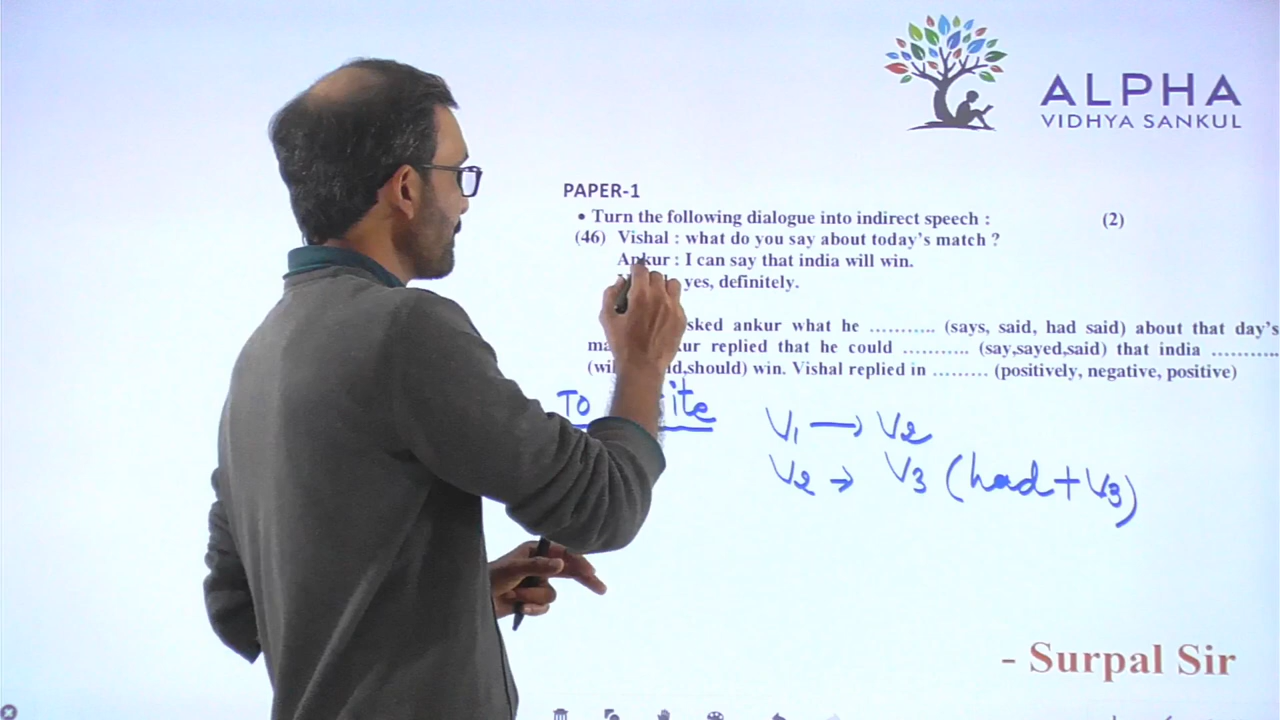 ALPHA
VIDHYA SANKUL
PAPER-1
• Turn the following dialogue into indirect speech : (2)
(46) Vishal : what do you say about today's match ?
Ankur : I can say that india will win.
yes, definitely.
ankur what he ........... (says, said, had said) about that day's
replied that he could ........... (say,sayed,said) that india ...........
win. Vishal replied in ......... (positively, negative, positive)
To
V1 → V2
V2 → V3 (had + V3)
- Surpal Sir